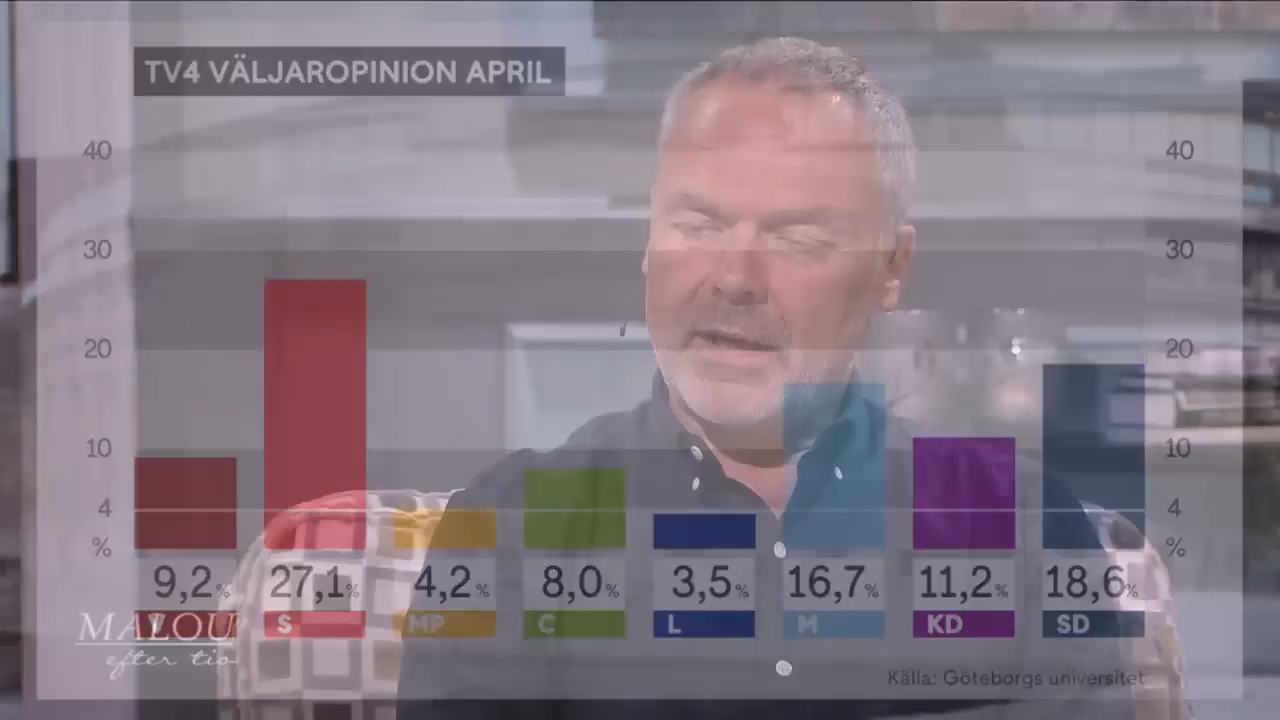 TV4 VÄLJAROPINION APRIL
40 40
30 30
20 20
10 10
4 4
% %
9,2% 27,1% 4,2% 8,0% 3,5% 16,7% 11,2% 18,6%
V S MP C L M KD SD
MALOU
efter tio
Källa: Göteborgs universitet